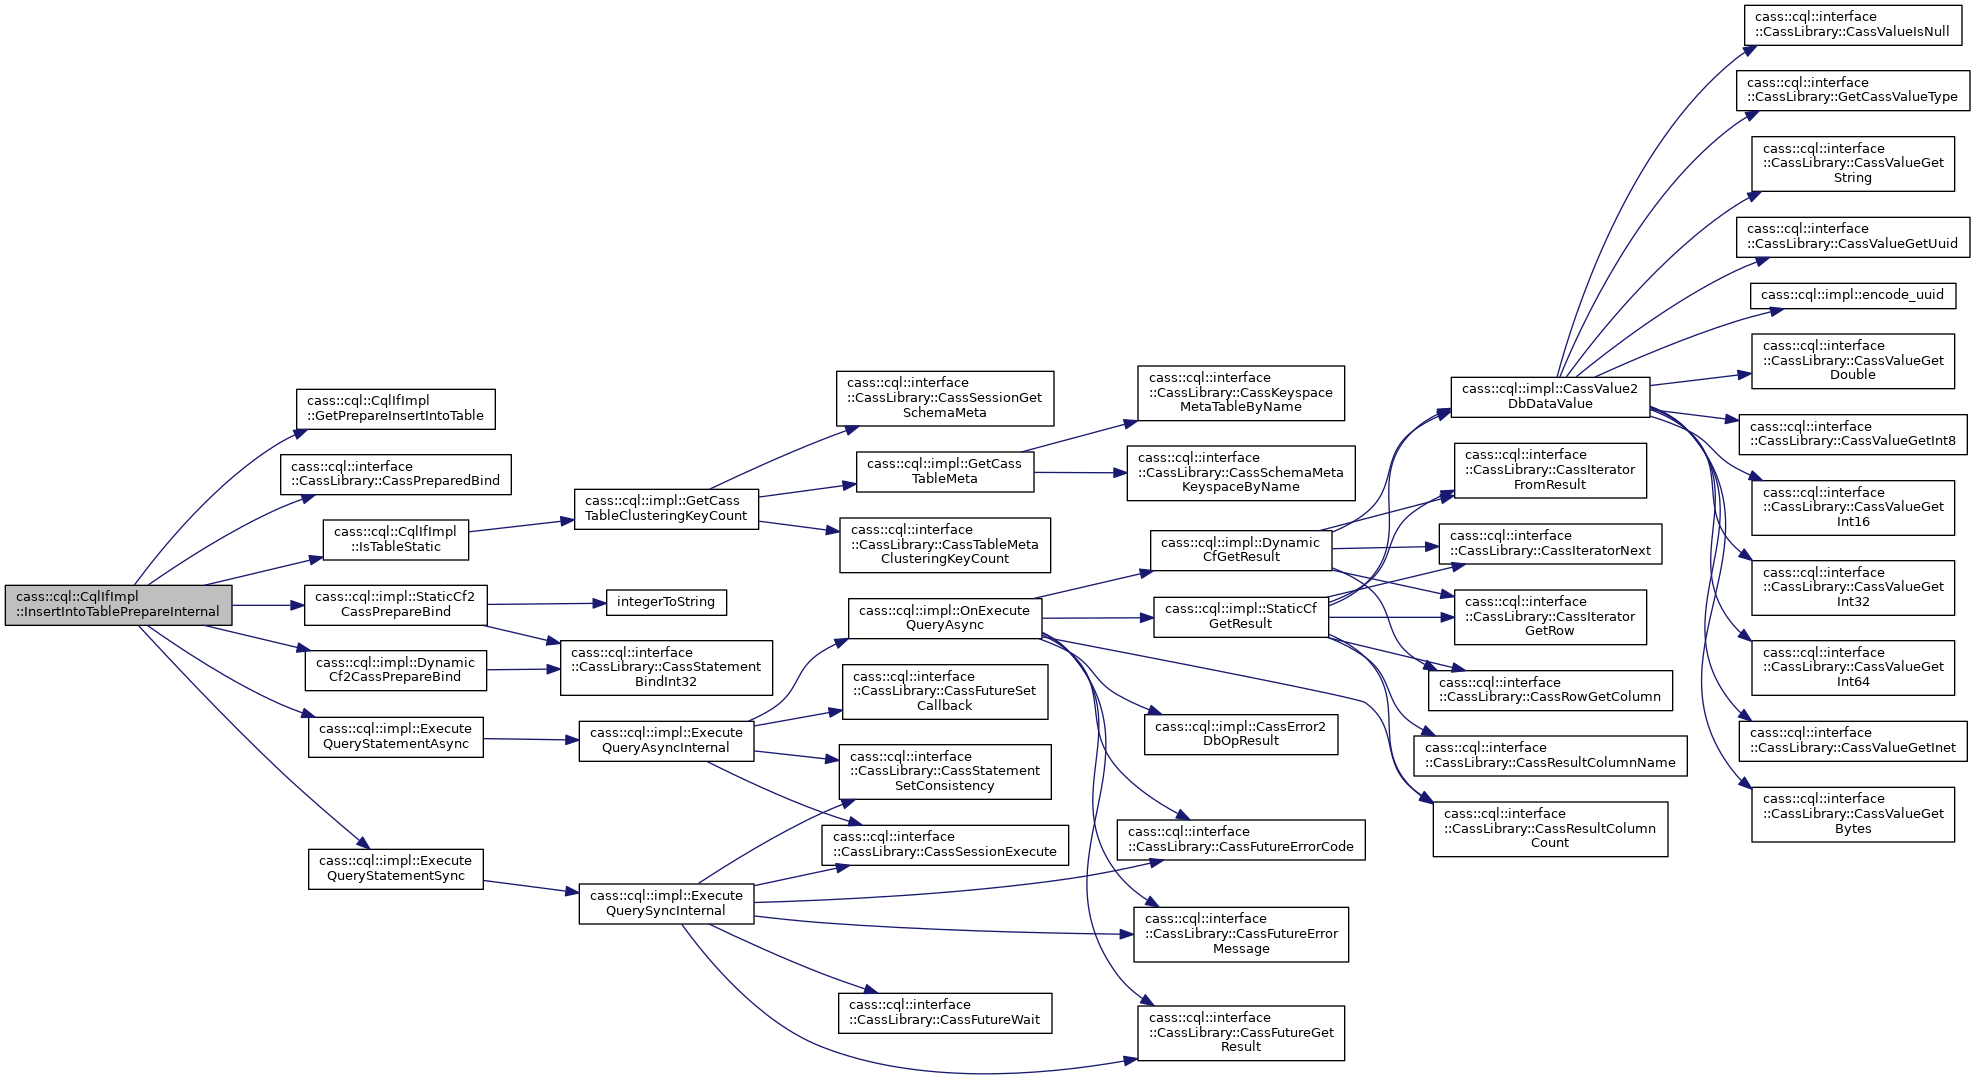 cass::cql::CqlIfImpl
::InsertIntoTablePrepareInternal
cass::cql::CqlIfImpl
::GetPrepareInsertIntoTable
cass::cql::interface
::CassLibrary::CassPreparedBind
cass::cql::CqlIfImpl
::IsTableStatic
cass::cql::impl::StaticCf2
CassPrepareBind
cass::cql::impl::Dynamic
Cf2CassPrepareBind
cass::cql::impl::Execute
QueryStatementAsync
cass::cql::impl::Execute
QueryStatementSync
cass::cql::impl::GetCass
TableClusteringKeyCount
integerToString
cass::cql::interface
::CassLibrary::CassStatement
BindInt32
cass::cql::impl::Execute
QueryAsyncInternal
cass::cql::impl::Execute
QuerySyncInternal
cass::cql::interface
::CassLibrary::CassSessionGet
SchemaMeta
cass::cql::impl::GetCass
TableMeta
cass::cql::interface
::CassLibrary::CassTableMeta
ClusteringKeyCount
cass::cql::impl::OnExecute
QueryAsync
cass::cql::interface
::CassLibrary::CassFutureSet
Callback
cass::cql::interface
::CassLibrary::CassStatement
SetConsistency
cass::cql::interface
::CassLibrary::CassSessionExecute
cass::cql::interface
::CassLibrary::CassFutureWait
cass::cql::interface
::CassLibrary::CassKeyspace
MetaTableByName
cass::cql::interface
::CassLibrary::CassSchemaMeta
KeyspaceByName
cass::cql::impl::Dynamic
CfGetResult
cass::cql::impl::StaticCf
GetResult
cass::cql::impl::CassError2
DbOpResult
cass::cql::interface
::CassLibrary::CassFutureErrorCode
cass::cql::interface
::CassLibrary::CassFutureError
Message
cass::cql::interface
::CassLibrary::CassFutureGet
Result
cass::cql::impl::CassValue2
DbDataValue
cass::cql::interface
::CassLibrary::CassIterator
FromResult
cass::cql::interface
::CassLibrary::CassIteratorNext
cass::cql::interface
::CassLibrary::CassIterator
GetRow
cass::cql::interface
::CassLibrary::CassRowGetColumn
cass::cql::interface
::CassLibrary::CassResultColumnName
cass::cql::interface
::CassLibrary::CassResultColumn
Count
cass::cql::interface
::CassLibrary::CassValueIsNull
cass::cql::interface
::CassLibrary::GetCassValueType
cass::cql::interface
::CassLibrary::CassValueGet
String
cass::cql::interface
::CassLibrary::CassValueGetUuid
cass::cql::impl::encode_uuid
cass::cql::interface
::CassLibrary::CassValueGet
Double
cass::cql::interface
::CassLibrary::CassValueGetInt8
cass::cql::interface
::CassLibrary::CassValueGet
Int16
cass::cql::interface
::CassLibrary::CassValueGet
Int32
cass::cql::interface
::CassLibrary::CassValueGet
Int64
cass::cql::interface
::CassLibrary::CassValueGetInet
cass::cql::interface
::CassLibrary::CassValueGet
Bytes